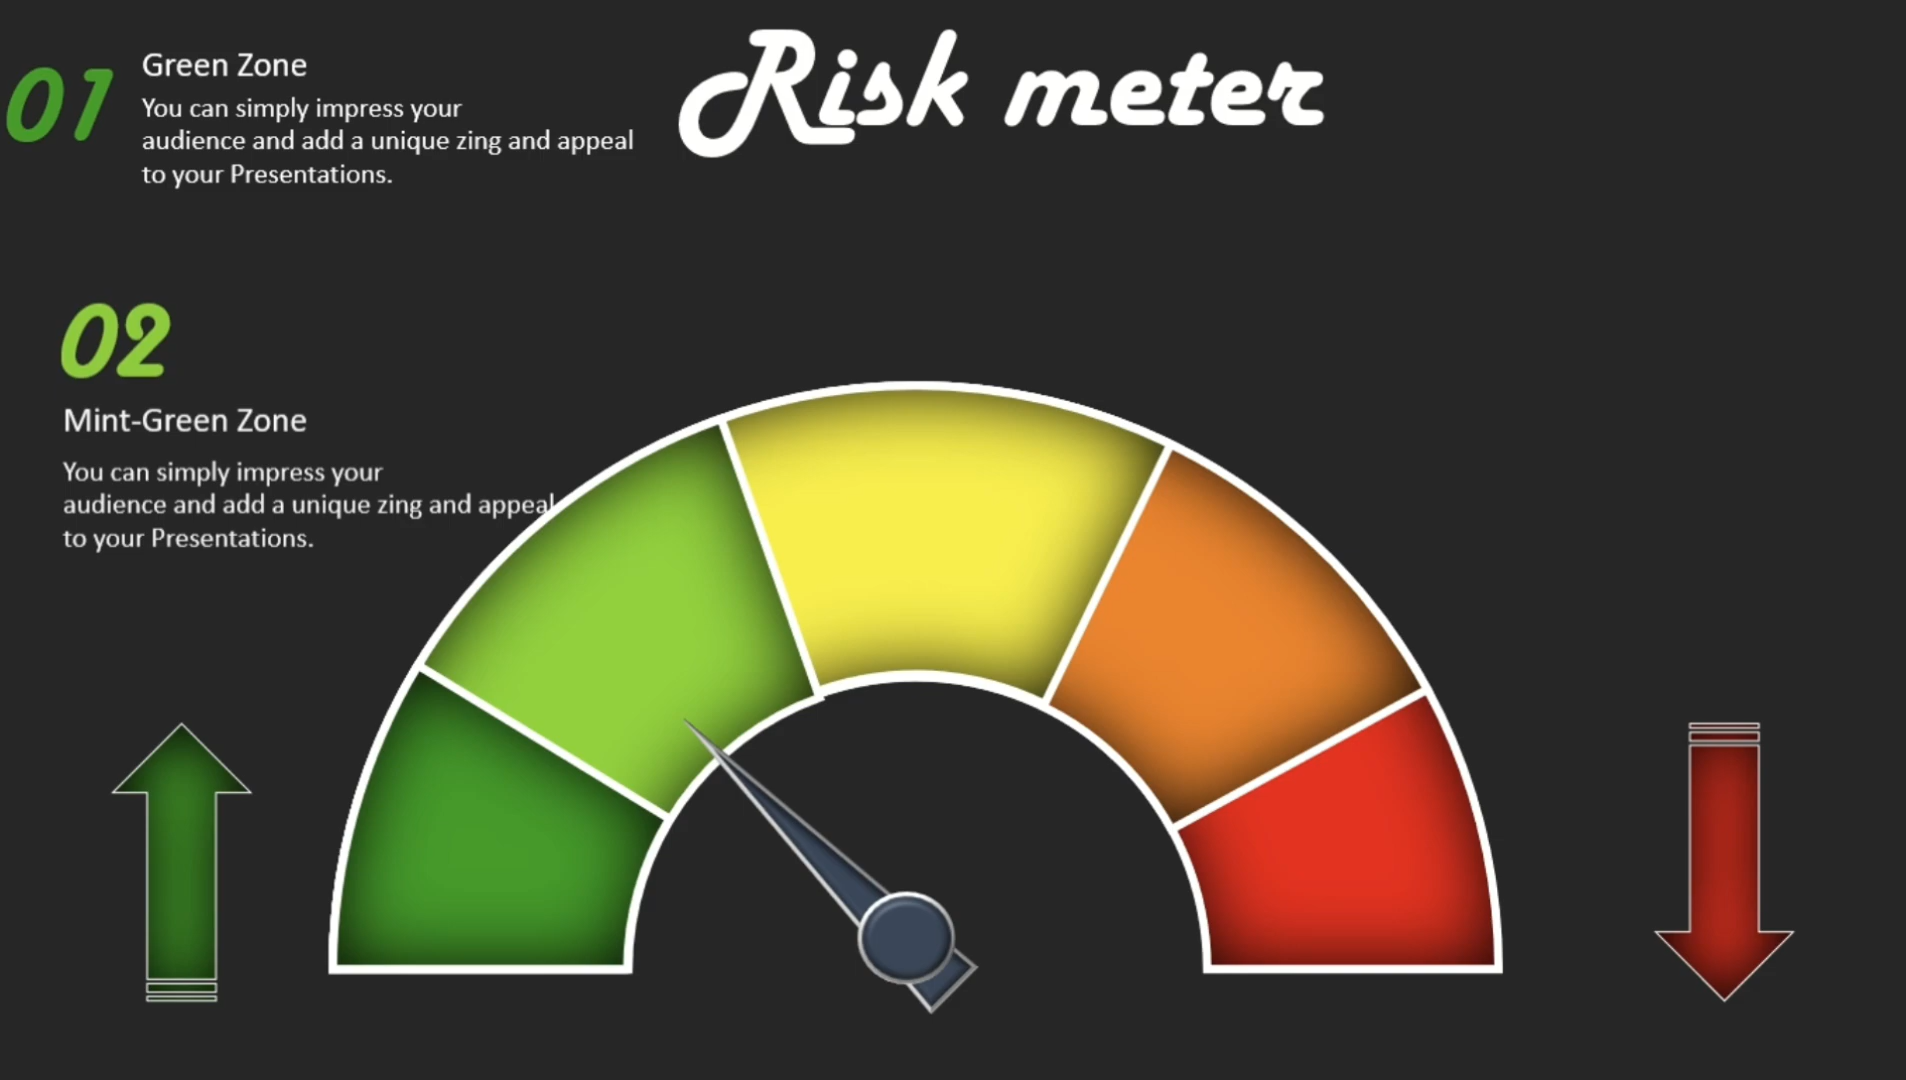 Risk meter
01
Green Zone
You can simply impress your
audience and add a unique zing and appeal
to your Presentations.
02
Mint-Green Zone
You can simply impress your
audience and add a unique zing and appeal
to your Presentations.